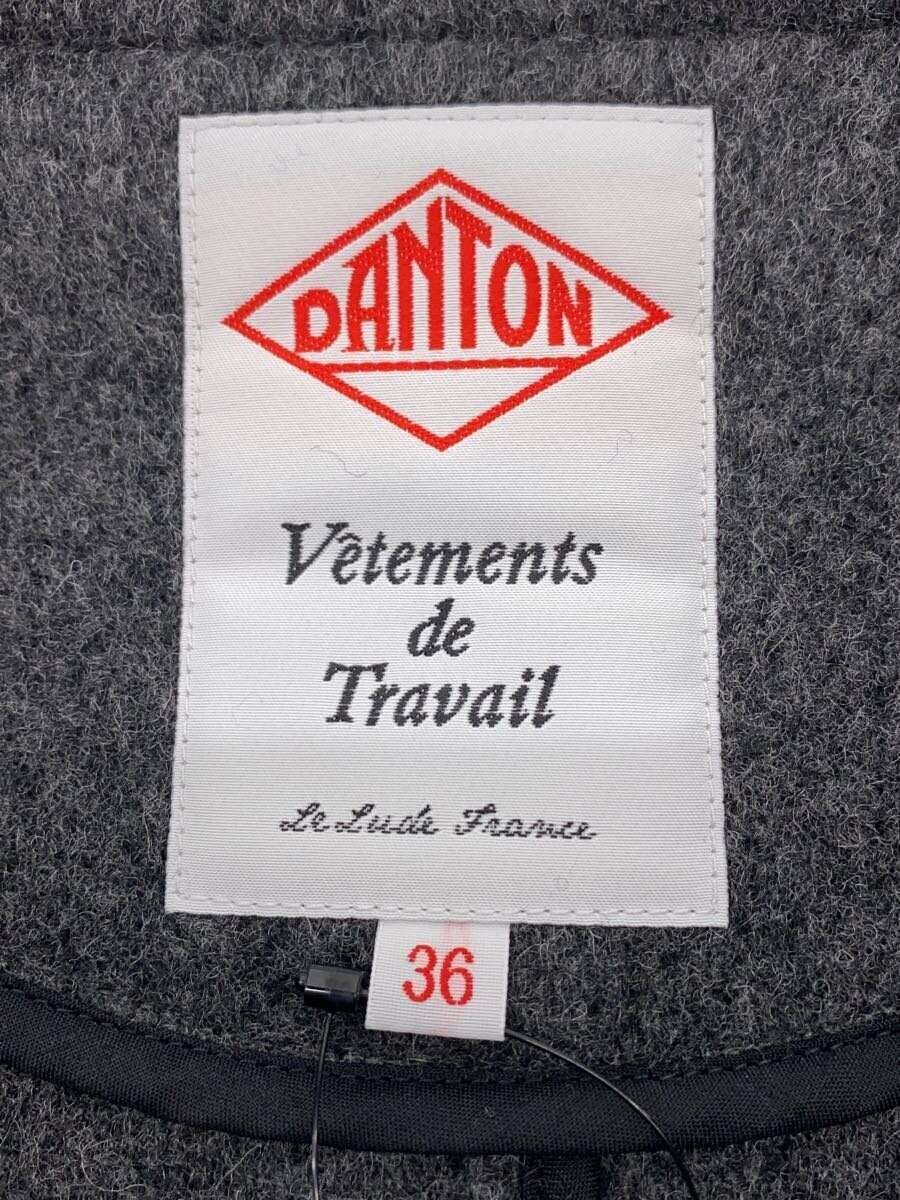 DANTON
Vêtements
de
Travail
Le Lude France
36